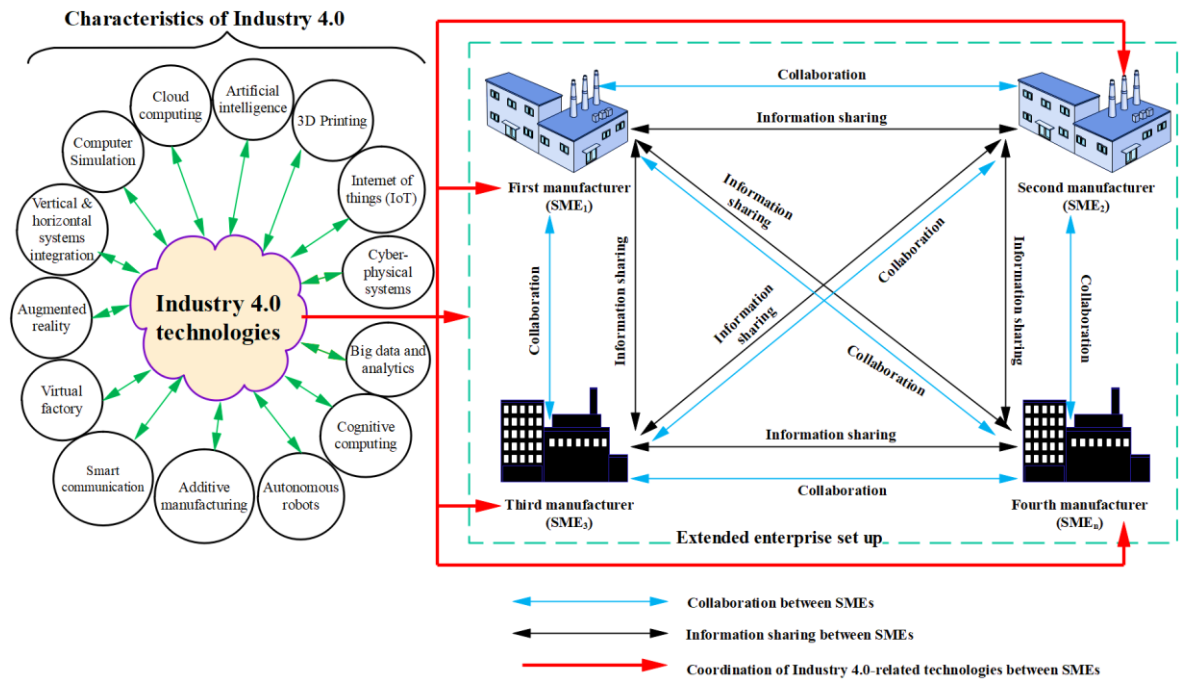 Characteristics of Industry 4.0
Artificial
intelligence
Cloud
computing
3D Printing
Computer
Simulation
Internet of
things (IoT)
Vertical &
horizontal
systems
integration
Cyber-
physical
systems
Augmented
reality
Industry 4.0
technologies
Big data and
analytics
Virtual
factory
Cognitive
computing
Smart
communication
Additive
manufacturing
Autonomous
robots
Collaboration
Information sharing
First manufacturer
(SME₁)
Second manufacturer
(SME₂)
Information
sharing
Collaboration
Collaboration
Information sharing
Information
sharing
Collaboration
Information sharing
Collaboration
Information sharing
Collaboration
Third manufacturer
(SME₃)
Fourth manufacturer
(SMEₙ)
Extended enterprise set up
Collaboration between SMEs
Information sharing between SMEs
Coordination of Industry 4.0-related technologies between SMEs